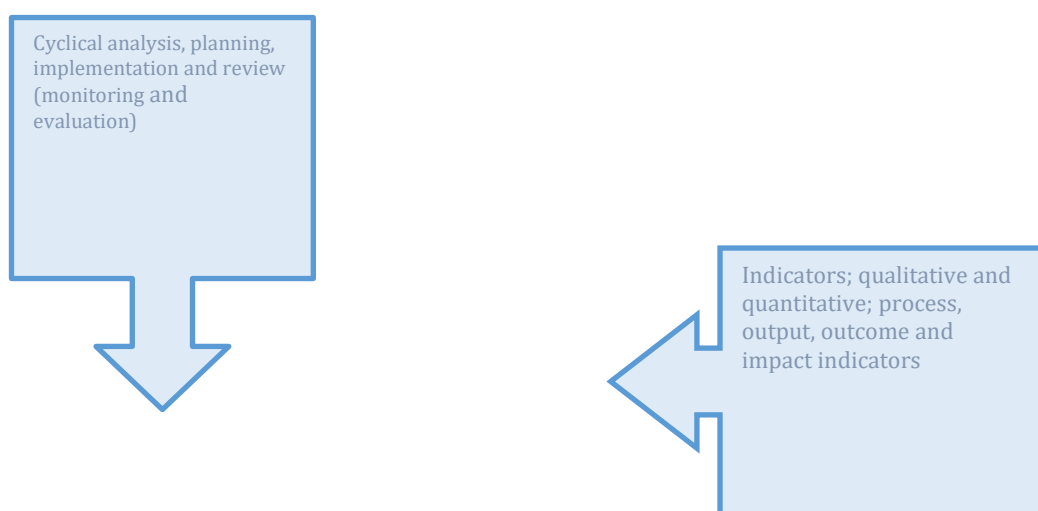 Cyclical analysis, planning,
implementation and review
(monitoring and
evaluation)
Indicators; qualitative and
quantitative; process,
output, outcome and
impact indicators